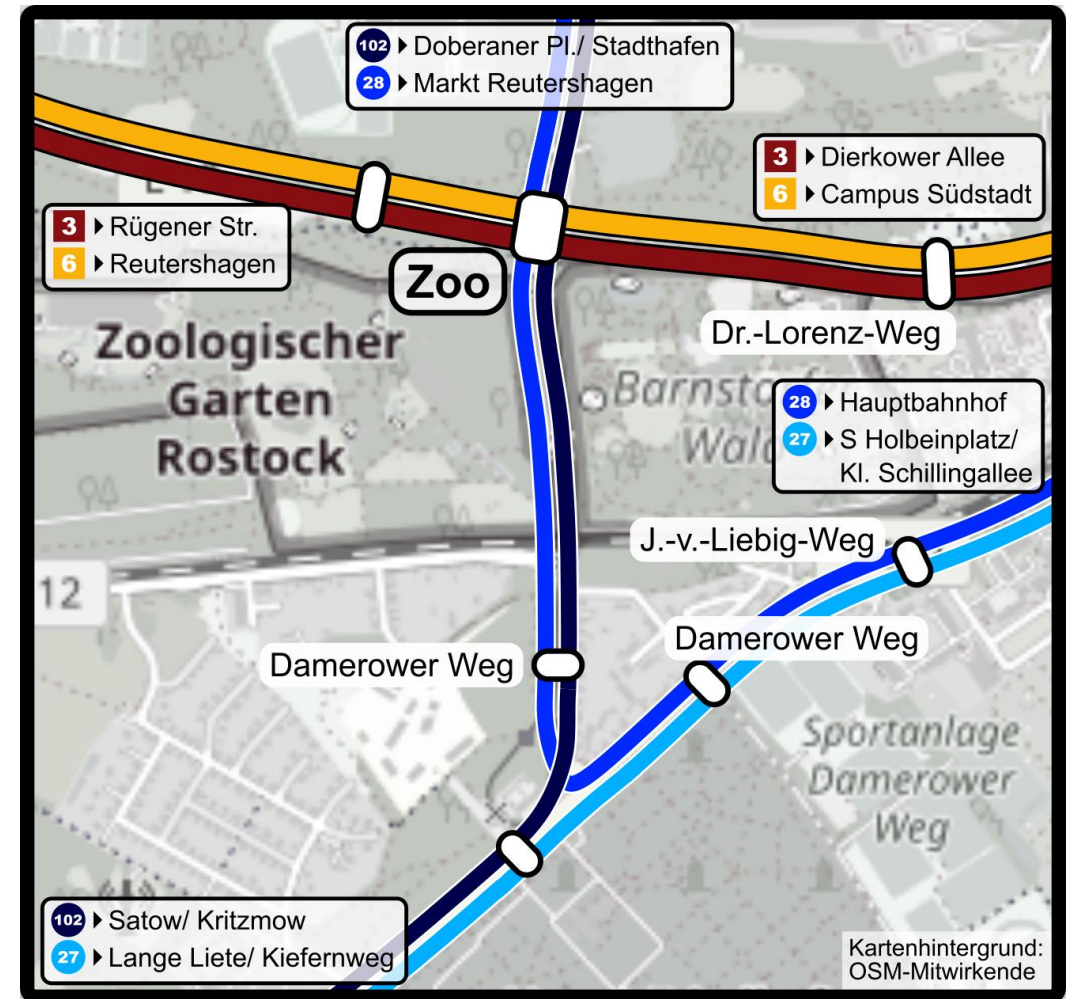 102 Doberaner Pl./ Stadthafen
28 Markt Reutershagen
3 Dierkower Allee
6 Campus Südstadt
3 Rügener Str.
6 Reutershagen
Zoo
Dr.-Lorenz-Weg
Zoologischer
Garten
Rostock
28 Hauptbahnhof
27 S Holbeinplatz/
Kl. Schillingallee
J.-v.-Liebig-Weg
12
Damerower Weg
Damerower Weg
Sportanlage
Damerower
Weg
102 Satow/ Kritzmow
27 Lange Liete/ Kiefernweg
Kartenhintergrund:
OSM-Mitwirkende